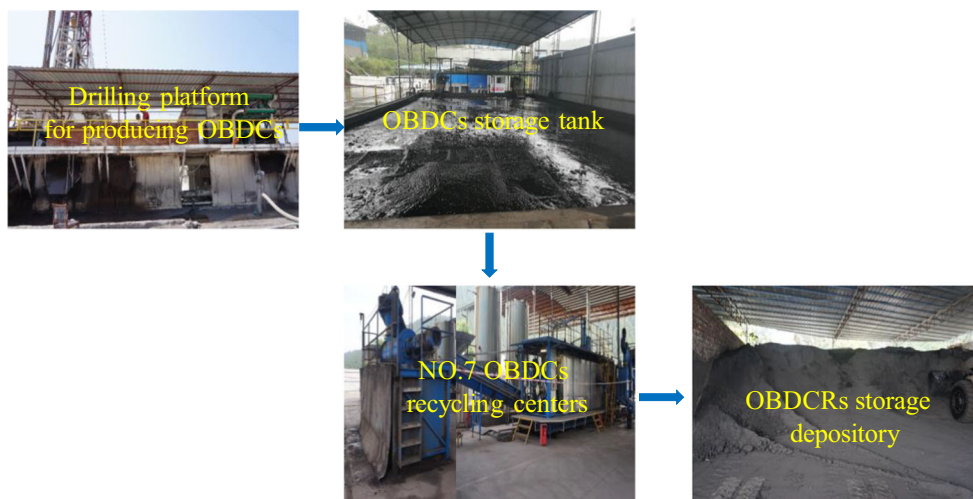 Drilling platform
for producing OBDCs
OBDCs storage tank
NO.7 OBDCs
recycling centers
OBDCRs storage
depository